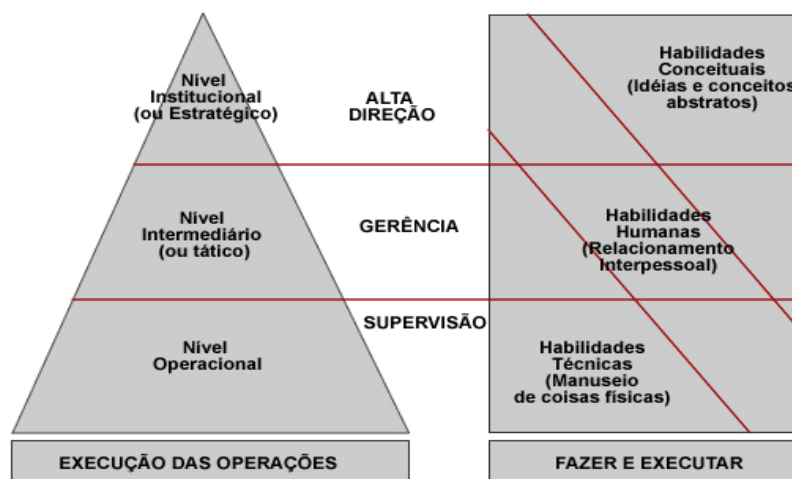 Nível
Institucional
(ou Estratégico)
ALTA
DIREÇÃO
Habilidades
Conceituais
(Idéias e conceitos
abstratos)
Nível
Intermediário
(ou tático)
GERÊNCIA
Habilidades
Humanas
(Relacionamento
Interpessoal)
Nível
Operacional
SUPERVISÃO
Habilidades
Técnicas
(Manuseio
de coisas físicas)
EXECUÇÃO DAS OPERAÇÕES
FAZER E EXECUTAR